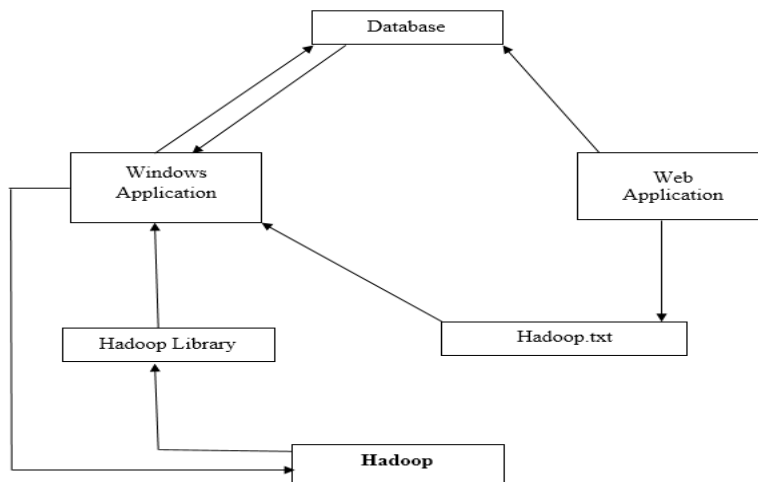 Database
Windows
Application
Web
Application
Hadoop Library
Hadoop.txt
Hadoop